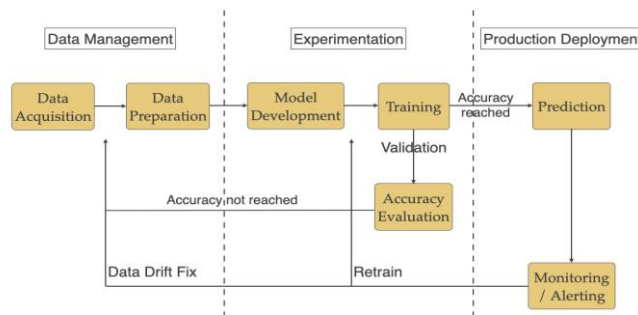 Data Management
Experimentation
Production Deployment
Data
Acquisition
Data
Preparation
Model
Development
Training
Accuracy
reached
Prediction
Validation
Accuracy not reached
Accuracy
Evaluation
Data Drift Fix
Retrain
Monitoring
/ Alerting